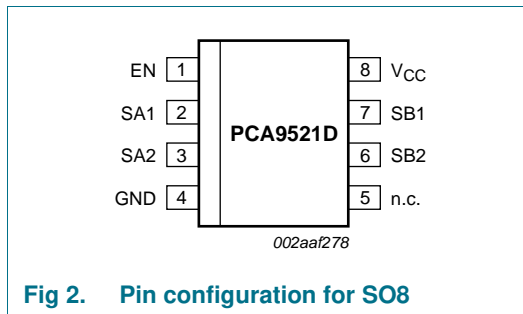 EN 1 8 VCC
SA1 2 7 SB1
PCA9521D
SA2 3 6 SB2
GND 4 5 n.c.
002aaf278
Fig 2. Pin configuration for SO8